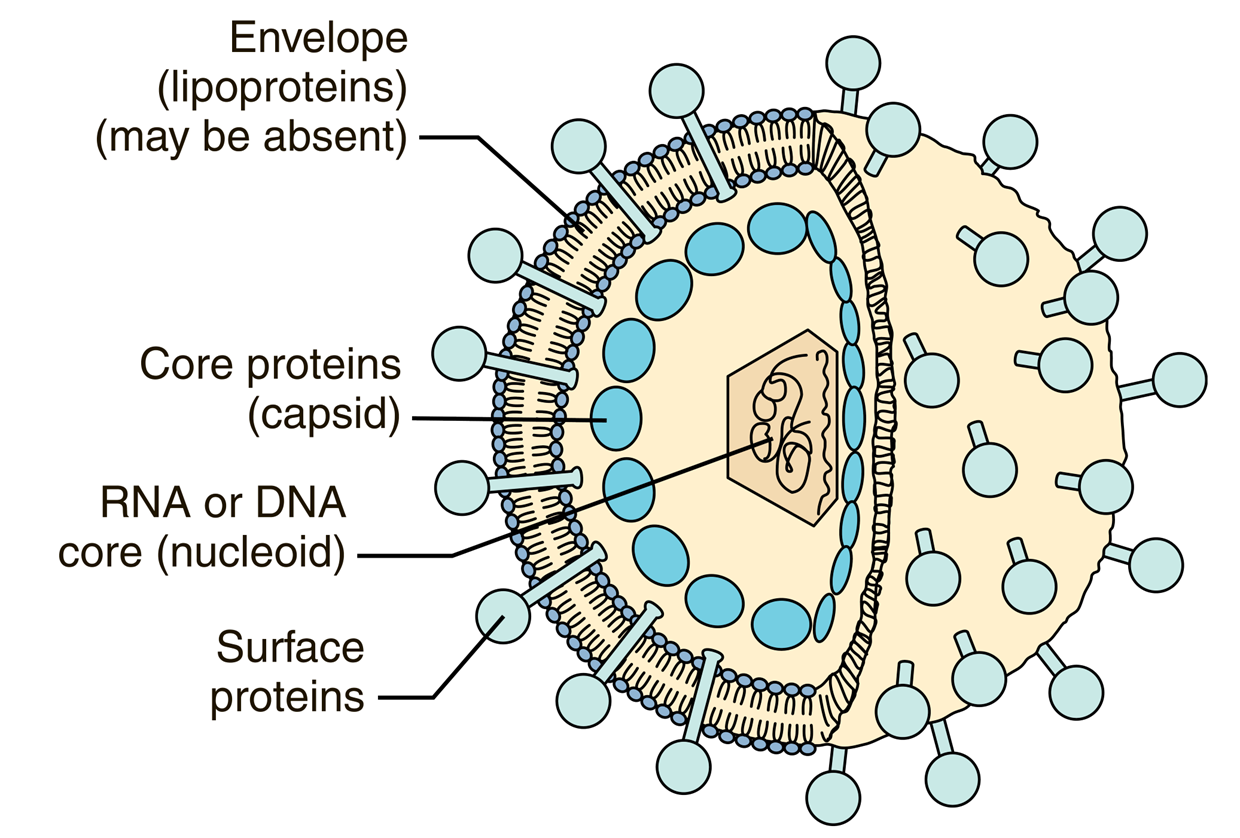 Envelope
(lipoproteins)
(may be absent)
Core proteins
(capsid)
RNA or DNA
core (nucleoid)
Surface
proteins